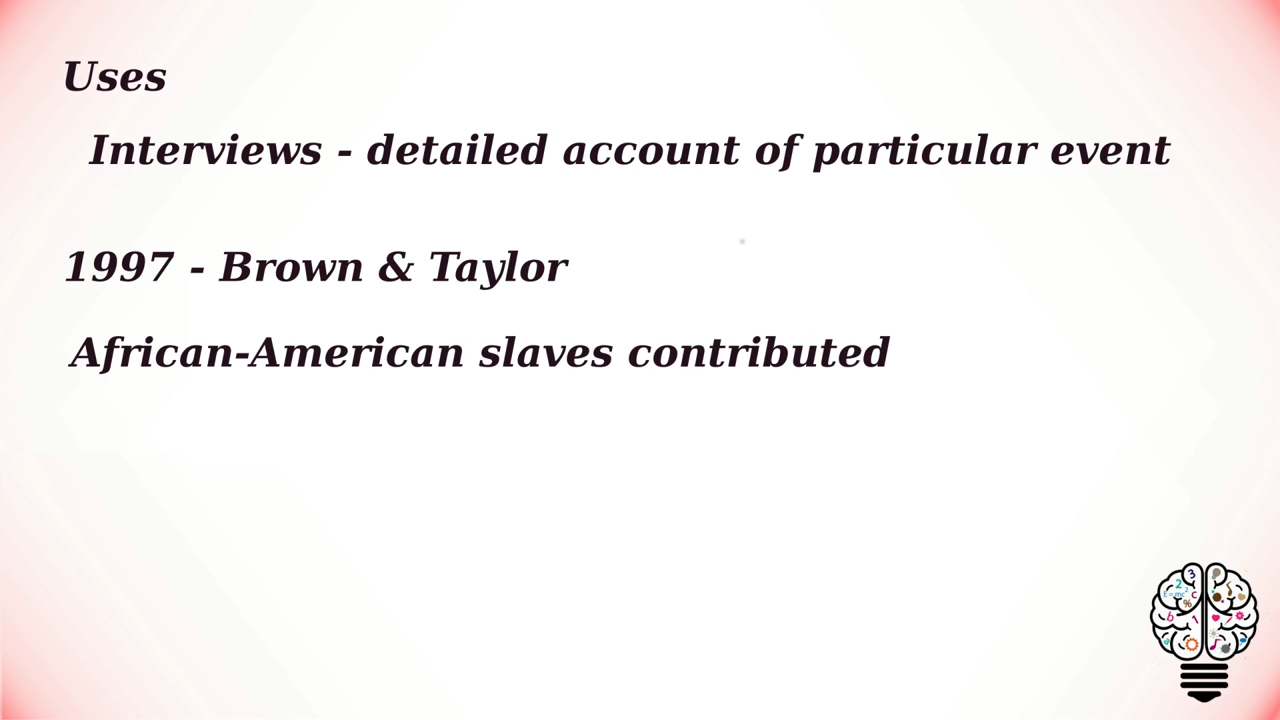 Uses
Interviews - detailed account of particular event
1997 - Brown & Taylor
African-American slaves contributed